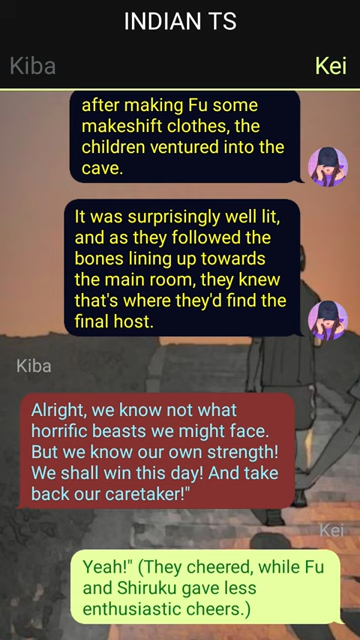 INDIAN TS
Kiba
Kei
after making Fu some
makeshift clothes, the
children ventured into the
cave.
It was surprisingly well lit,
and as they followed the
bones lining up towards
the main room, they knew
that's where they'd find the
final host.
Kiba
Alright, we know not what
horrific beasts we might face.
But we know our own strength!
We shall win this day! And take
back our caretaker!"
Kei
Yeah!" (They cheered, while Fu
and Shiruku gave less
enthusiastic cheers.)